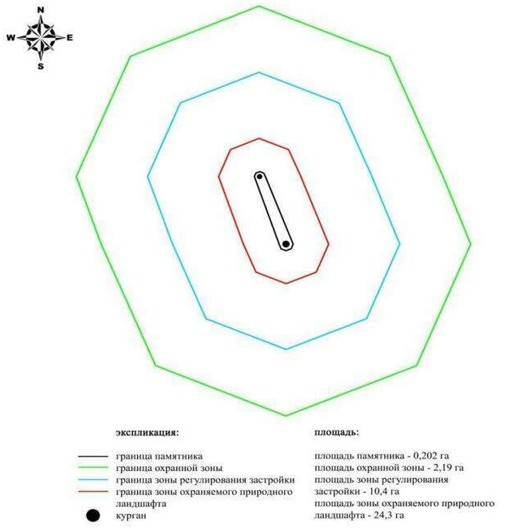 N
W E
S
экспликация:
граница памятника
граница охранной зоны
граница зоны регулирования застройки
граница зоны охраняемого природного
ландшафта
курган
площадь:
площадь памятника - 0,202 га
площадь охранной зоны - 2,19 га
площадь зоны регулирования
застройки - 10,4 га
площадь зоны охраняемого природного
ландшафта - 24,3 га